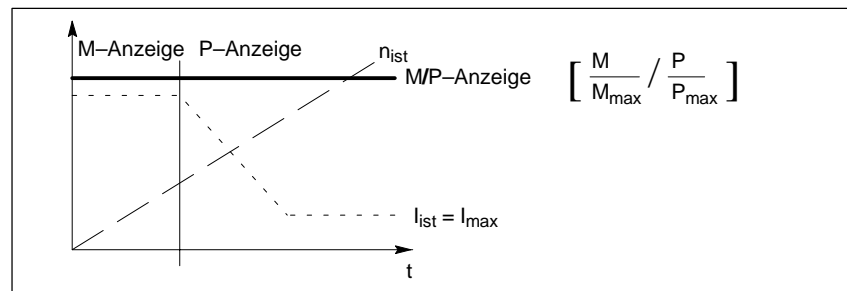 M–Anzeige P–Anzeige
n_ist
M/P–Anzeige [ M/M_max / P/P_max ]
I_ist = I_max
t